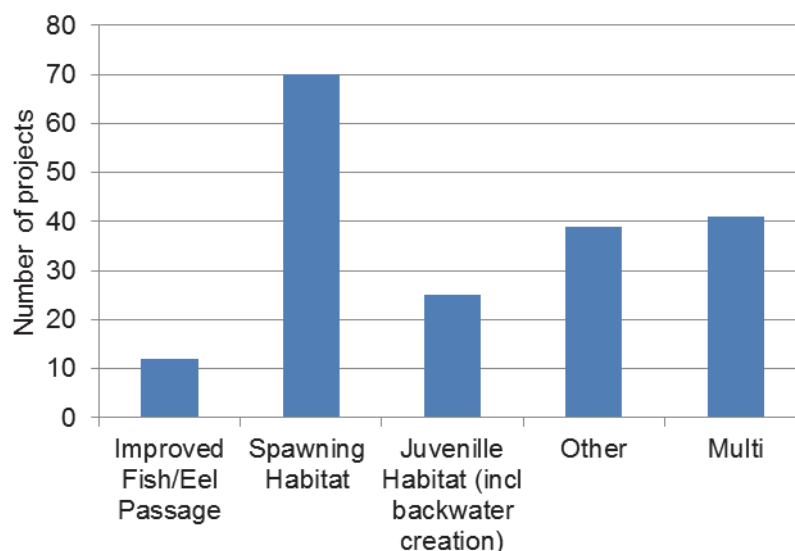 Number of projects
80
70
60
50
40
30
20
10
0
Improved
Fish/Eel
Passage
Spawning
Habitat
Juvenille
Habitat (incl
backwater
creation)
Other
Multi